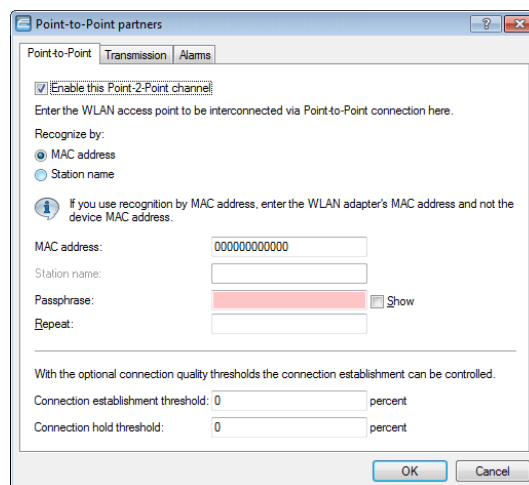 Point-to-Point partners
Point-to-Point Transmission Alarms
Enable this Point-2-Point channel
Enter the WLAN access point to be interconnected via Point-to-Point connection here.
Recognize by:
MAC address
Station name
If you use recognition by MAC address, enter the WLAN adapter's MAC address and not the
device MAC address.
MAC address: 000000000000
Station name:
Passphrase: Show
Repeat:
With the optional connection quality thresholds the connection establishment can be controlled.
Connection establishment threshold: 0 percent
Connection hold threshold: 0 percent
OK Cancel